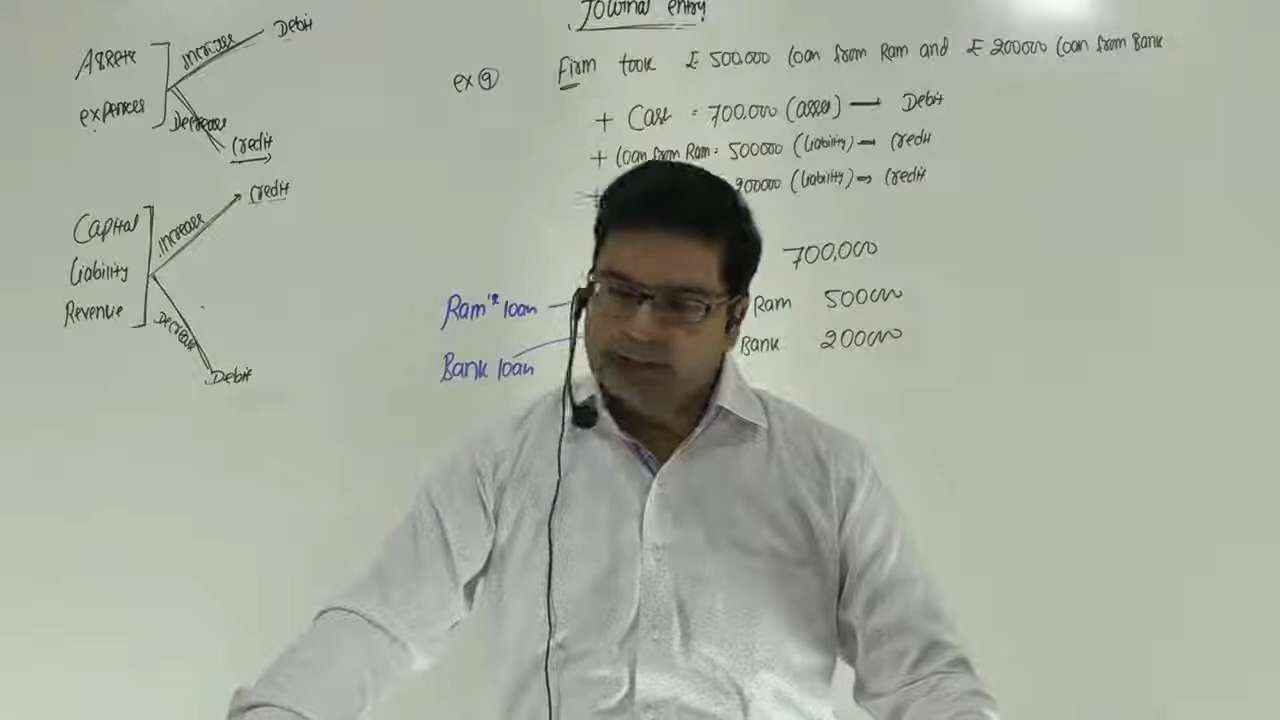 Journal entry
Assets
expences
increase
Debit
Decrease
Credit
Capital
liability
Revenue
increase
Credit
Decrease
Debit
ex 9
Firm took £ 500.000 loan from Ram and £ 200000 loan from Bank
+ Cash = 700,000 (asset) — Debit
+ loan from Ram = 500000 (liability) — Credit
+ 200000 (liability) → Credit
700,000
Ram's loan — Ram 500000
Bank loan Bank 200000